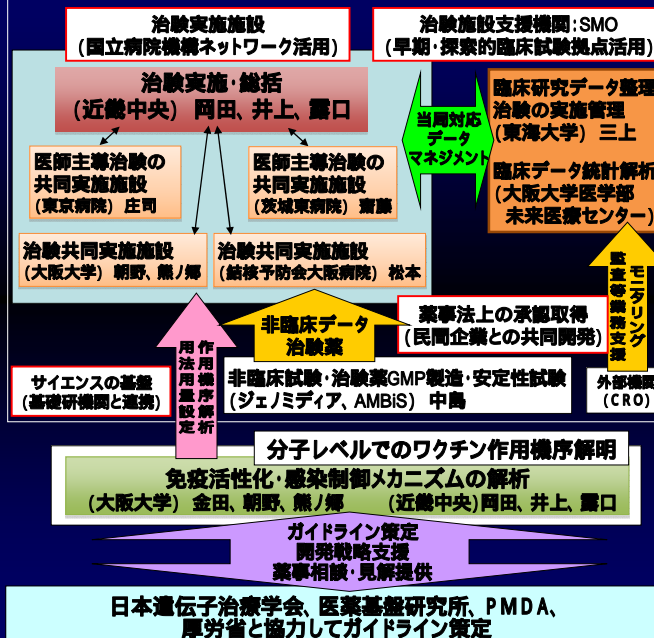 治験実施施設
(国立病院機構ネットワーク活用)
治験施設支援機関:SMO
(早期・探索的臨床試験拠点活用)
治験実施・総括
(近畿中央) 岡田、井上、露口
医師主導治験の
共同実施施設
(東京病院) 庄司
医師主導治験の
共同実施施設
(茨城東病院) 齋藤
治験共同実施施設
(大阪大学) 朝野、熊ノ郷
治験共同実施施設
(結核予防会大阪病院) 松本
当局対応
データ
マネジメント
臨床研究データ整理
治験の実施管理
(東海大学) 三上
臨床データ統計解析
(大阪大学医学部
未来医療センター)
モニタリング
監査等業務支援
外部機関
(CRO)
非臨床データ
治験薬
薬事法上の承認取得
(民間企業との共同開発)
作用機序解析
用法用量設定
サイエンスの基盤
(基礎研機関と連携)
非臨床試験・治験薬GMP製造・安定性試験
(ジェノミディア、AMBiS) 中島
分子レベルでのワクチン作用機序解明
免疫活性化・感染制御メカニズムの解析
(大阪大学) 金田、朝野、熊ノ郷 (近畿中央)岡田、井上、露口
ガイドライン策定
開発戦略支援
薬事相談・見解提供
日本遺伝子治療学会、医薬基盤研究所、PMDA、
厚労省と協力してガイドライン策定